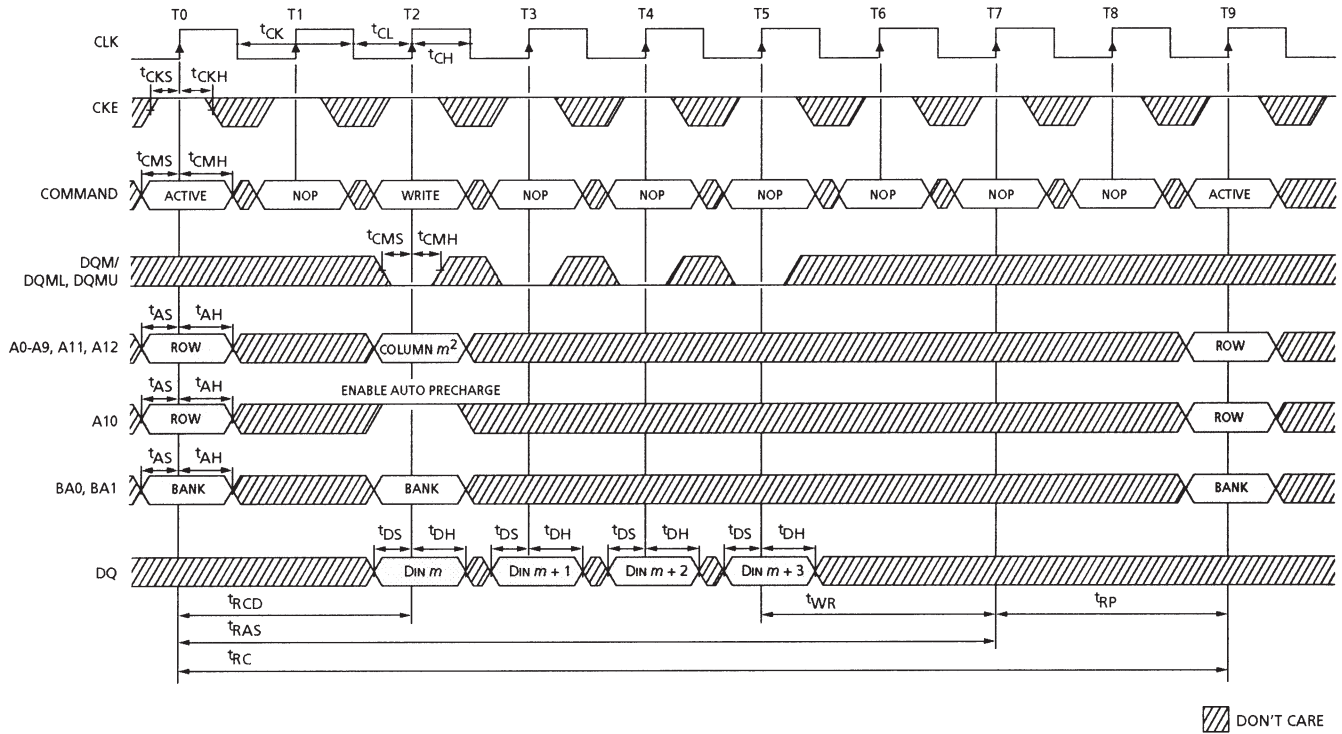 T0 T1 T2 T3 T4 T5 T6 T7 T8 T9
CLK
tCK tCL
tCH
tCKS tCKH
CKE
tCMS tCMH
COMMAND ACTIVE NOP WRITE NOP NOP NOP NOP NOP NOP ACTIVE
tCMS tCMH
DQM/
DQML, DQMU
tAS tAH
A0-A9, A11, A12 ROW COLUMN m2 ROW
ENABLE AUTO PRECHARGE
tAS tAH
A10 ROW ROW
tAS tAH
BA0, BA1 BANK BANK BANK
tDS tDH tDS tDH tDS tDH tDS tDH
DQ DIN m DIN m + 1 DIN m + 2 DIN m + 3
tRCD tWR tRP
tRAS
tRC
DON'T CARE